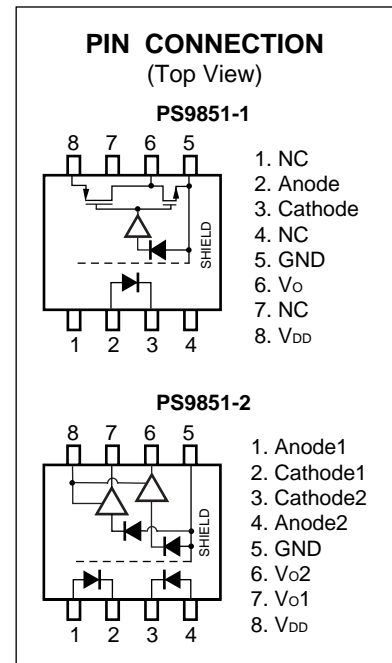 PIN CONNECTION
(Top View)
PS9851-1
8 7 6 5
SHIELD
1 2 3 4
1. NC
2. Anode
3. Cathode
4. NC
5. GND
6. VO
7. NC
8. VDD
PS9851-2
8 7 6 5
SHIELD
1 2 3 4
1. Anode1
2. Cathode1
3. Cathode2
4. Anode2
5. GND
6. VO2
7. VO1
8. VDD